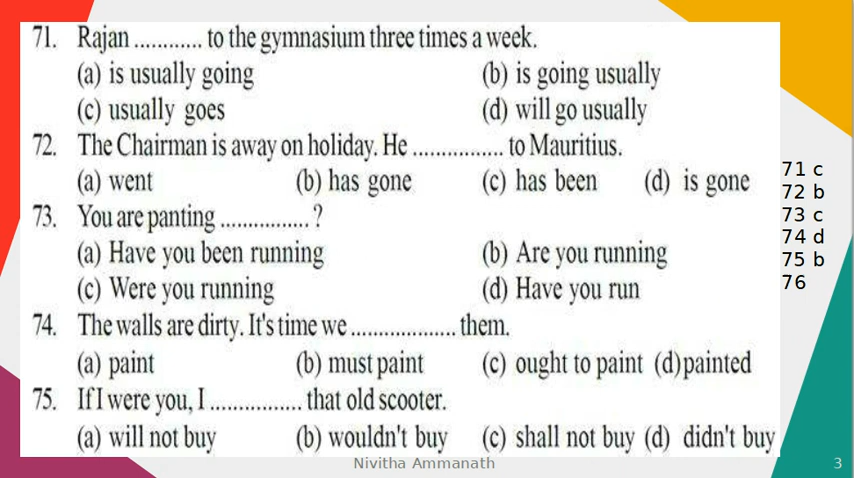 71. Rajan ............ to the gymnasium three times a week.
(a) is usually going (b) is going usually
(c) usually goes (d) will go usually
72. The Chairman is away on holiday. He ................ to Mauritius.
(a) went (b) has gone (c) has been (d) is gone
73. You are panting ................ ?
(a) Have you been running (b) Are you running
(c) Were you running (d) Have you run
74. The walls are dirty. It's time we ................... them.
(a) paint (b) must paint (c) ought to paint (d)painted
75. If I were you, I ................. that old scooter.
(a) will not buy (b) wouldn't buy (c) shall not buy (d) didn't buy
71 c
72 b
73 c
74 d
75 b
76
Nivitha Ammanath 3